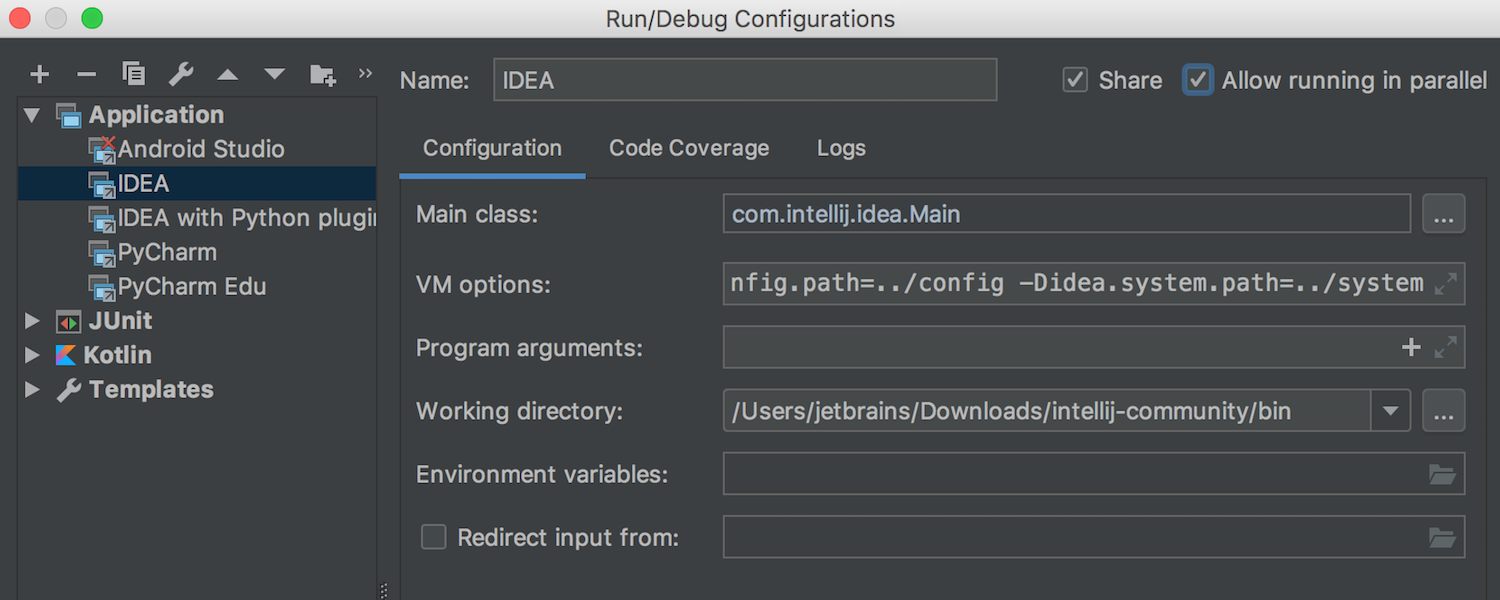 Run/Debug Configurations
Name: IDEA Share Allow running in parallel
Application
Android Studio
IDEA
IDEA with Python plugin
PyCharm
PyCharm Edu
JUnit
Kotlin
Templates
Configuration Code Coverage Logs
Main class: com.intellij.idea.Main ...
VM options: nfig.path=../config -Didea.system.path=../system
Program arguments:
Working directory: /Users/jetbrains/Downloads/intellij-community/bin ...
Environment variables:
Redirect input from: